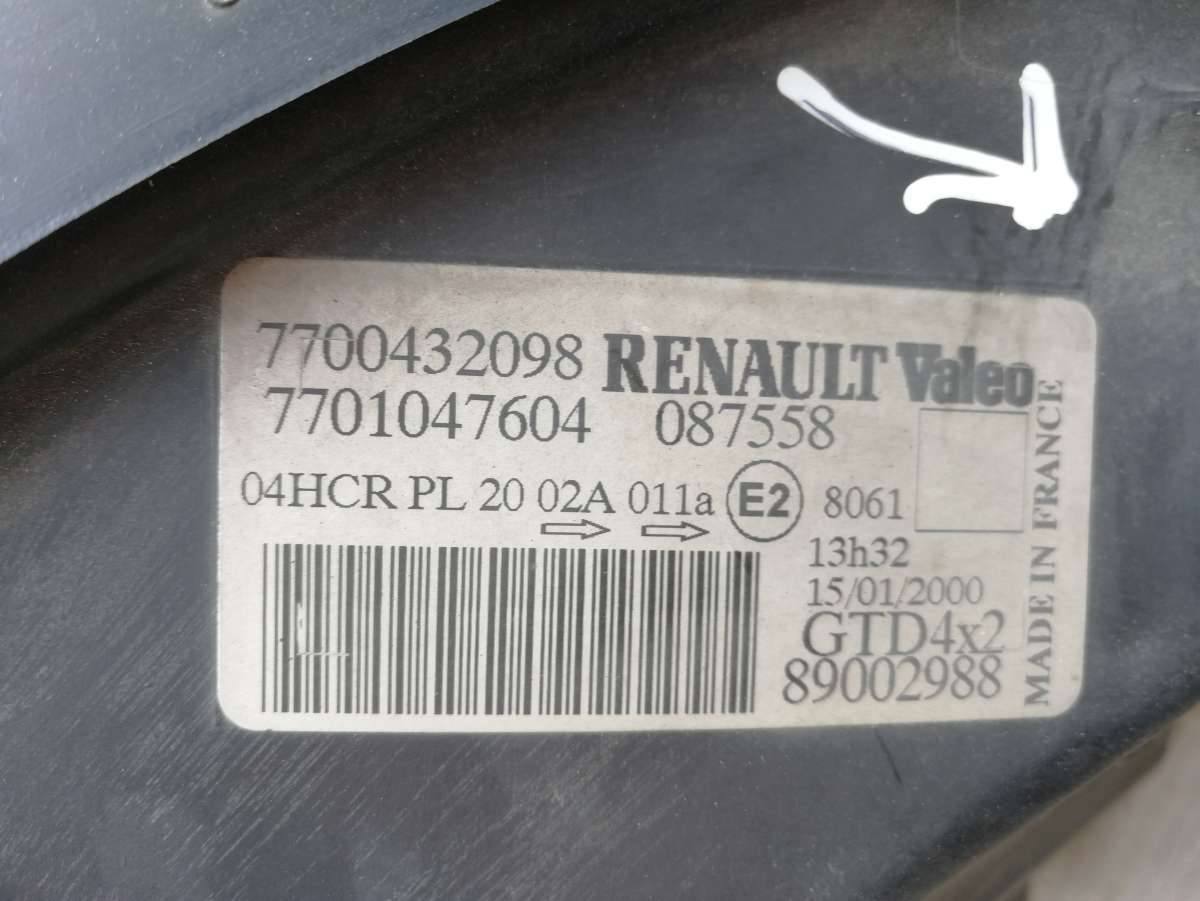 7700432098 RENAULT Valeo
7701047604 087558
04HCR PL 20 02A 011a E2 8061
13h32
15/01/2000
GTD4x2
89002988
MADE IN FRANCE